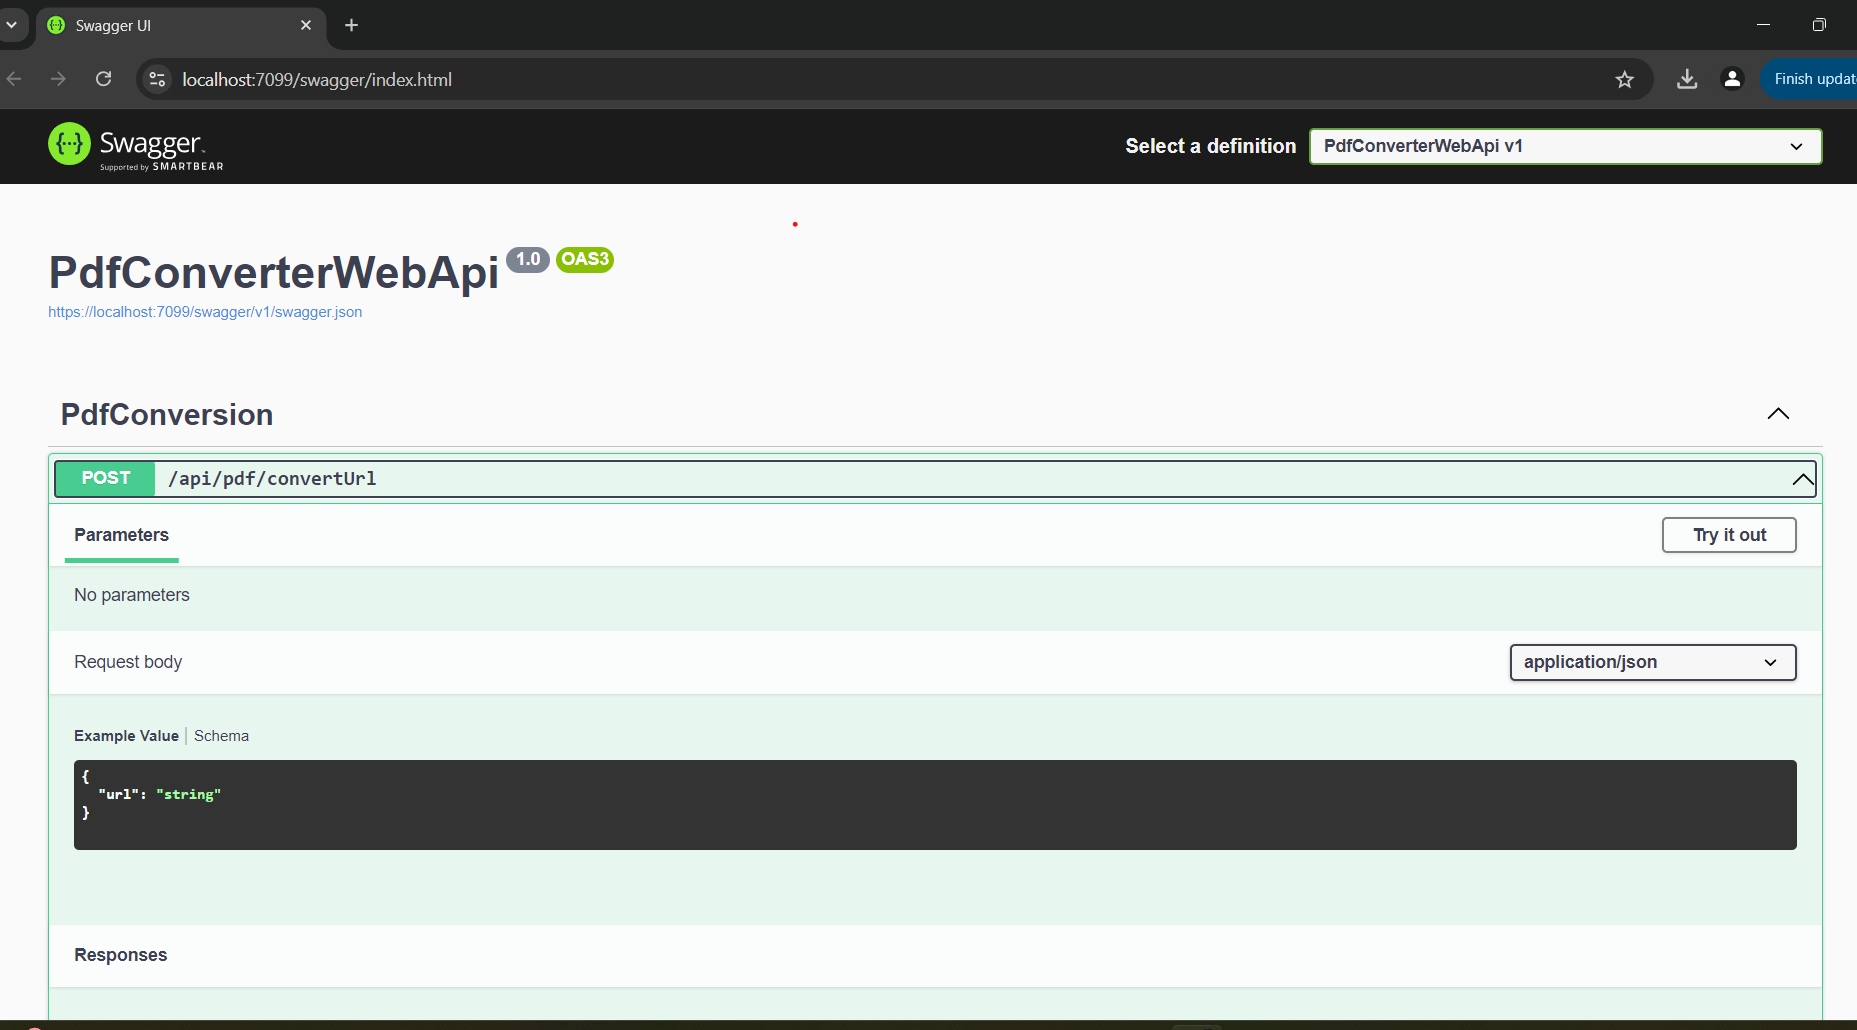 Swagger UI
localhost:7099/swagger/index.html
Finish updat
Swagger.
Supported by SMARTBEAR
Select a definition
PdfConverterWebApi v1
PdfConverterWebApi 1.0 OAS3
https://localhost:7099/swagger/v1/swagger.json
PdfConversion
POST /api/pdf/convertUrl
Parameters
Try it out
No parameters
Request body
application/json
Example Value | Schema
{
"url": "string"
}
Responses